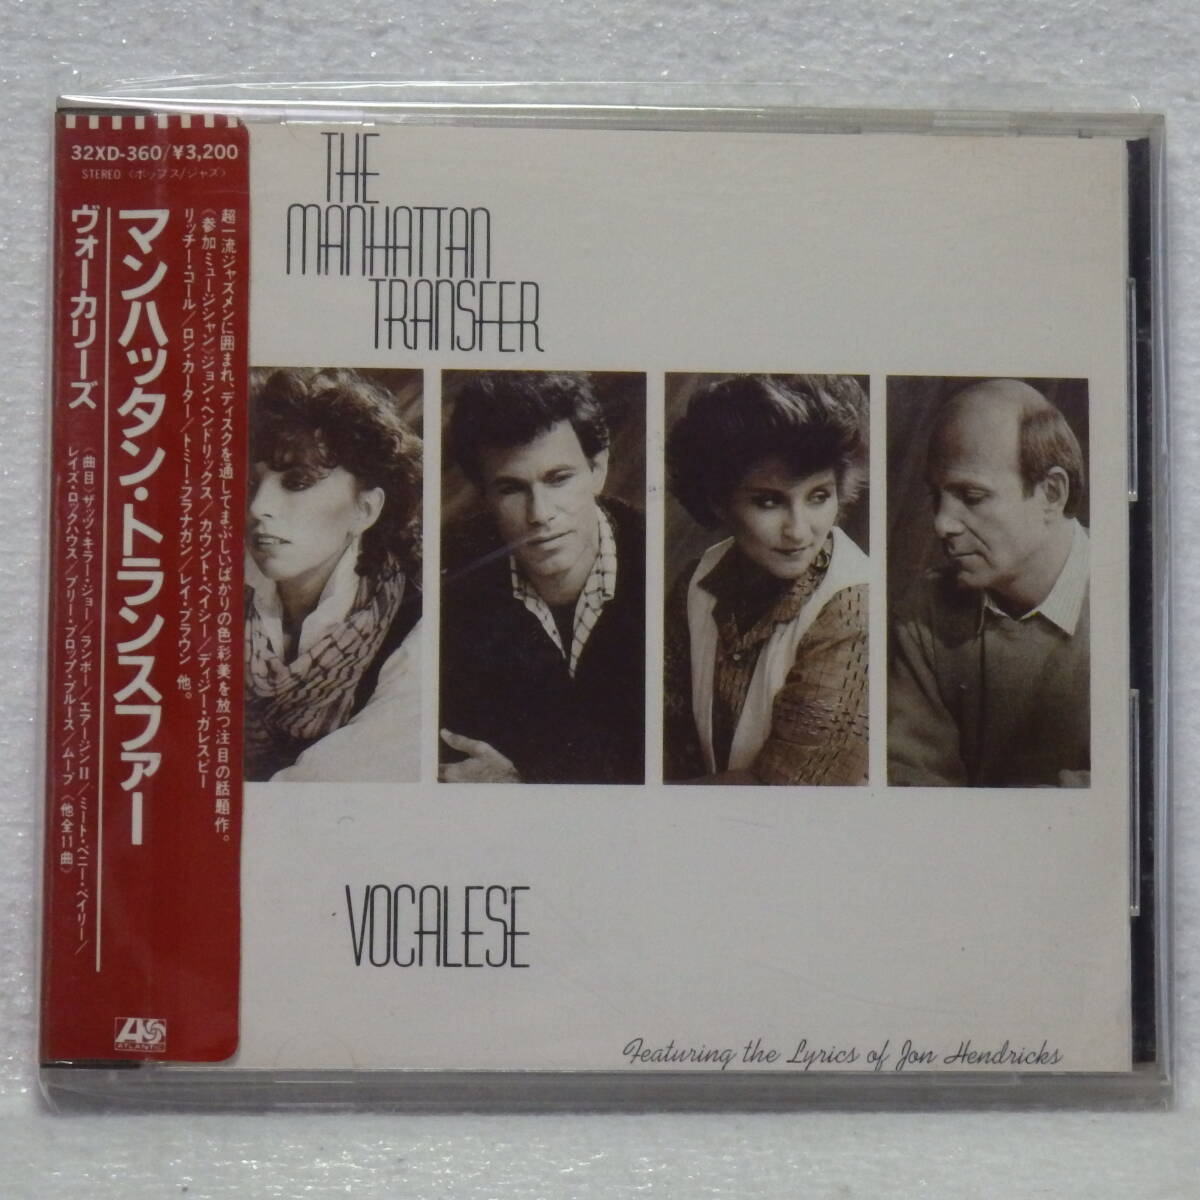 32XD-360/¥3,200
STEREO〈ポップス/ジャズ〉
超一流ジャズメンに囲まれ、ディスクを通してまぶしいばかりの色彩美を放つ注目の話題作。
《参加ミュージシャン》ジョン・ヘンドリックス/カウント・ベイシー/ディジー・ガレスピー
リッチー・コール/ロン・カーター/トミー・フラナガン/レイ・ブラウン 他。
マンハッタン・トランスファー
ヴォーカリーズ
《曲目》ザッツ・キラー・ジョー/ランボー/エアージンII/ミート・ベニー・ベイリー/
レイズ・ロックハウス/ブリー・ブロップ・ブルース/ムーブ《他全11曲》
ATLANTIC
THE
MANHATTAN
TRANSFER
VOCALESE
Featuring the Lyrics of Jon Hendricks